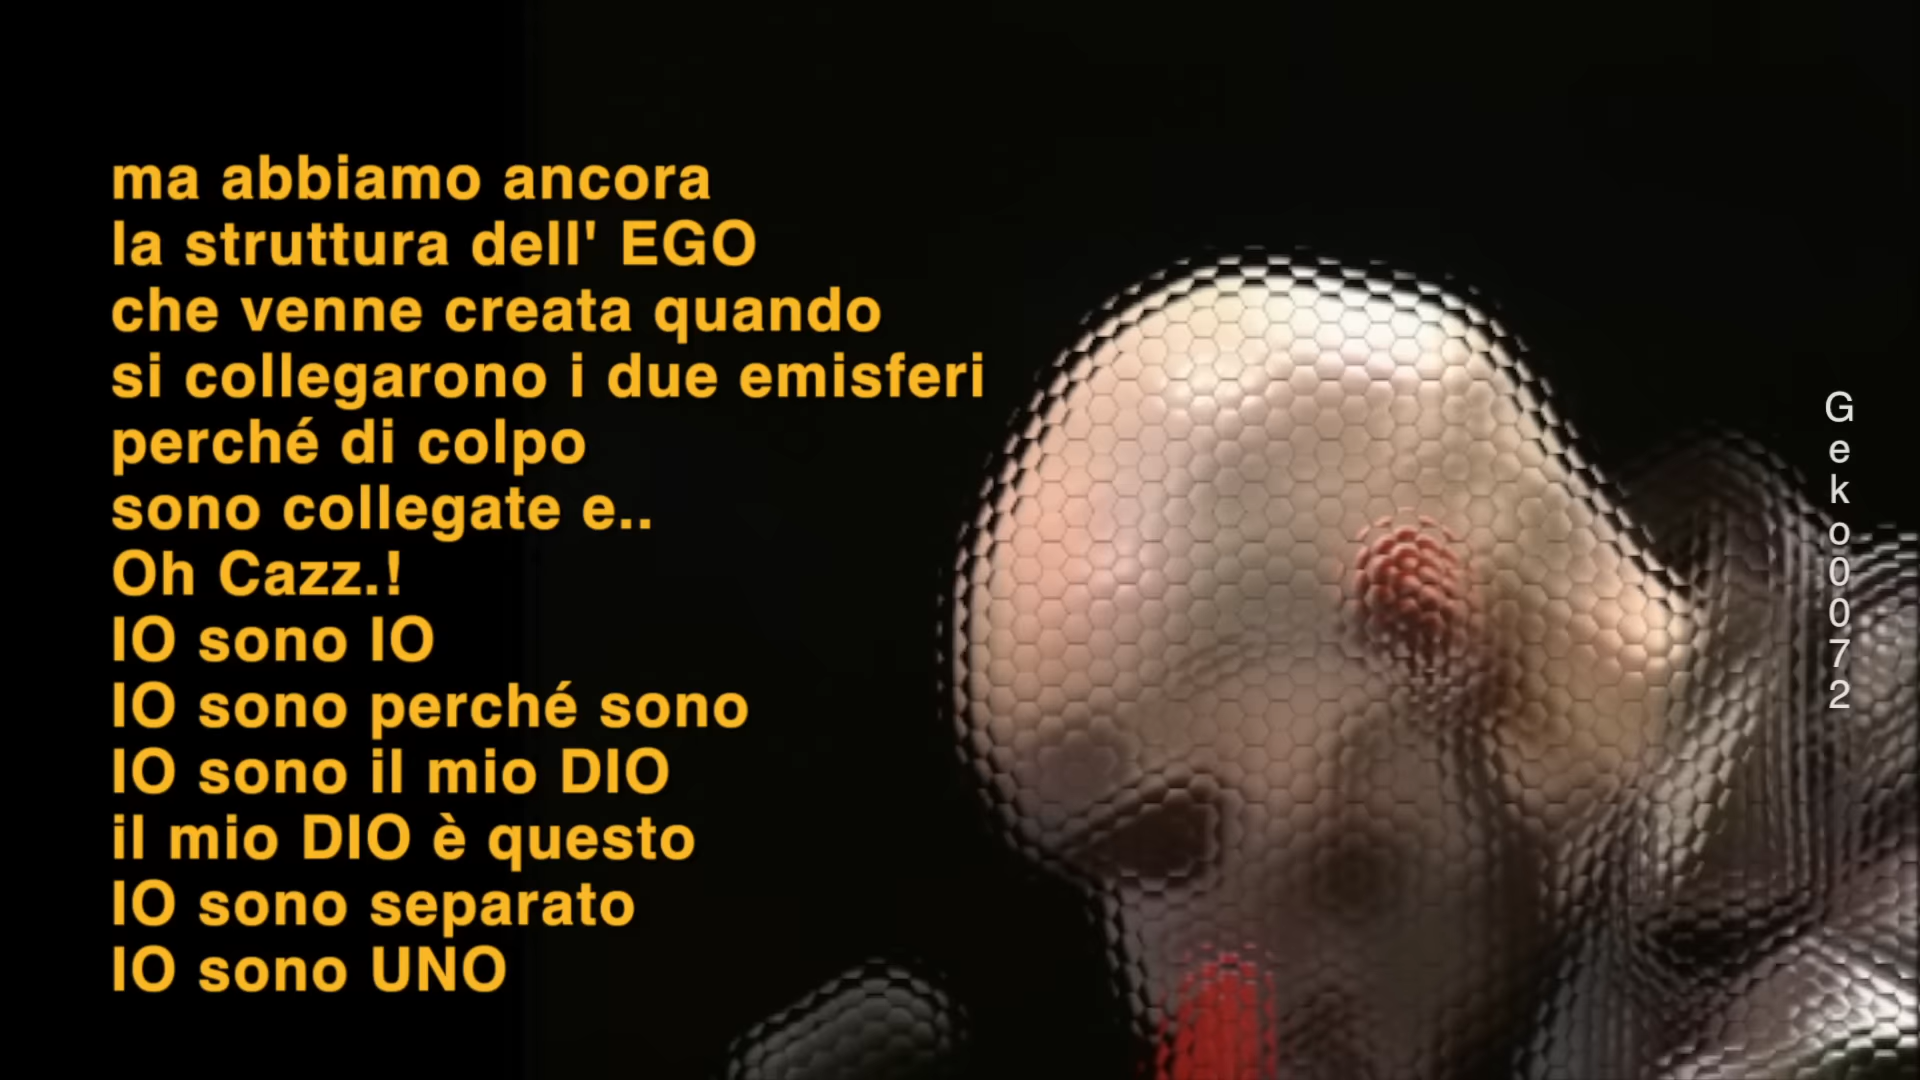 ma abbiamo ancora
la struttura dell' EGO
che venne creata quando
si collegarono i due emisferi
perché di colpo
sono collegate e..
Oh Cazz.!
IO sono IO
IO sono perché sono
IO sono il mio DIO
il mio DIO è questo
IO sono separato
IO sono UNO
Geko0072